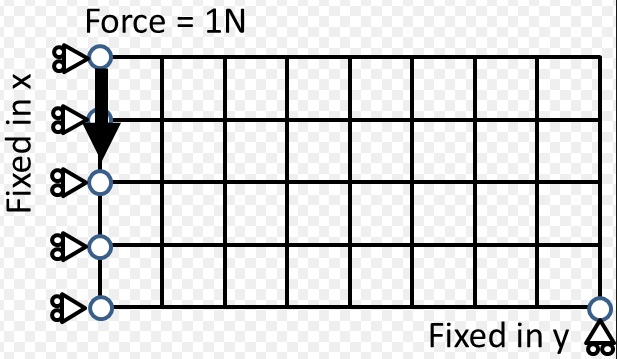 Force = 1N
Fixed in x
Fixed in y